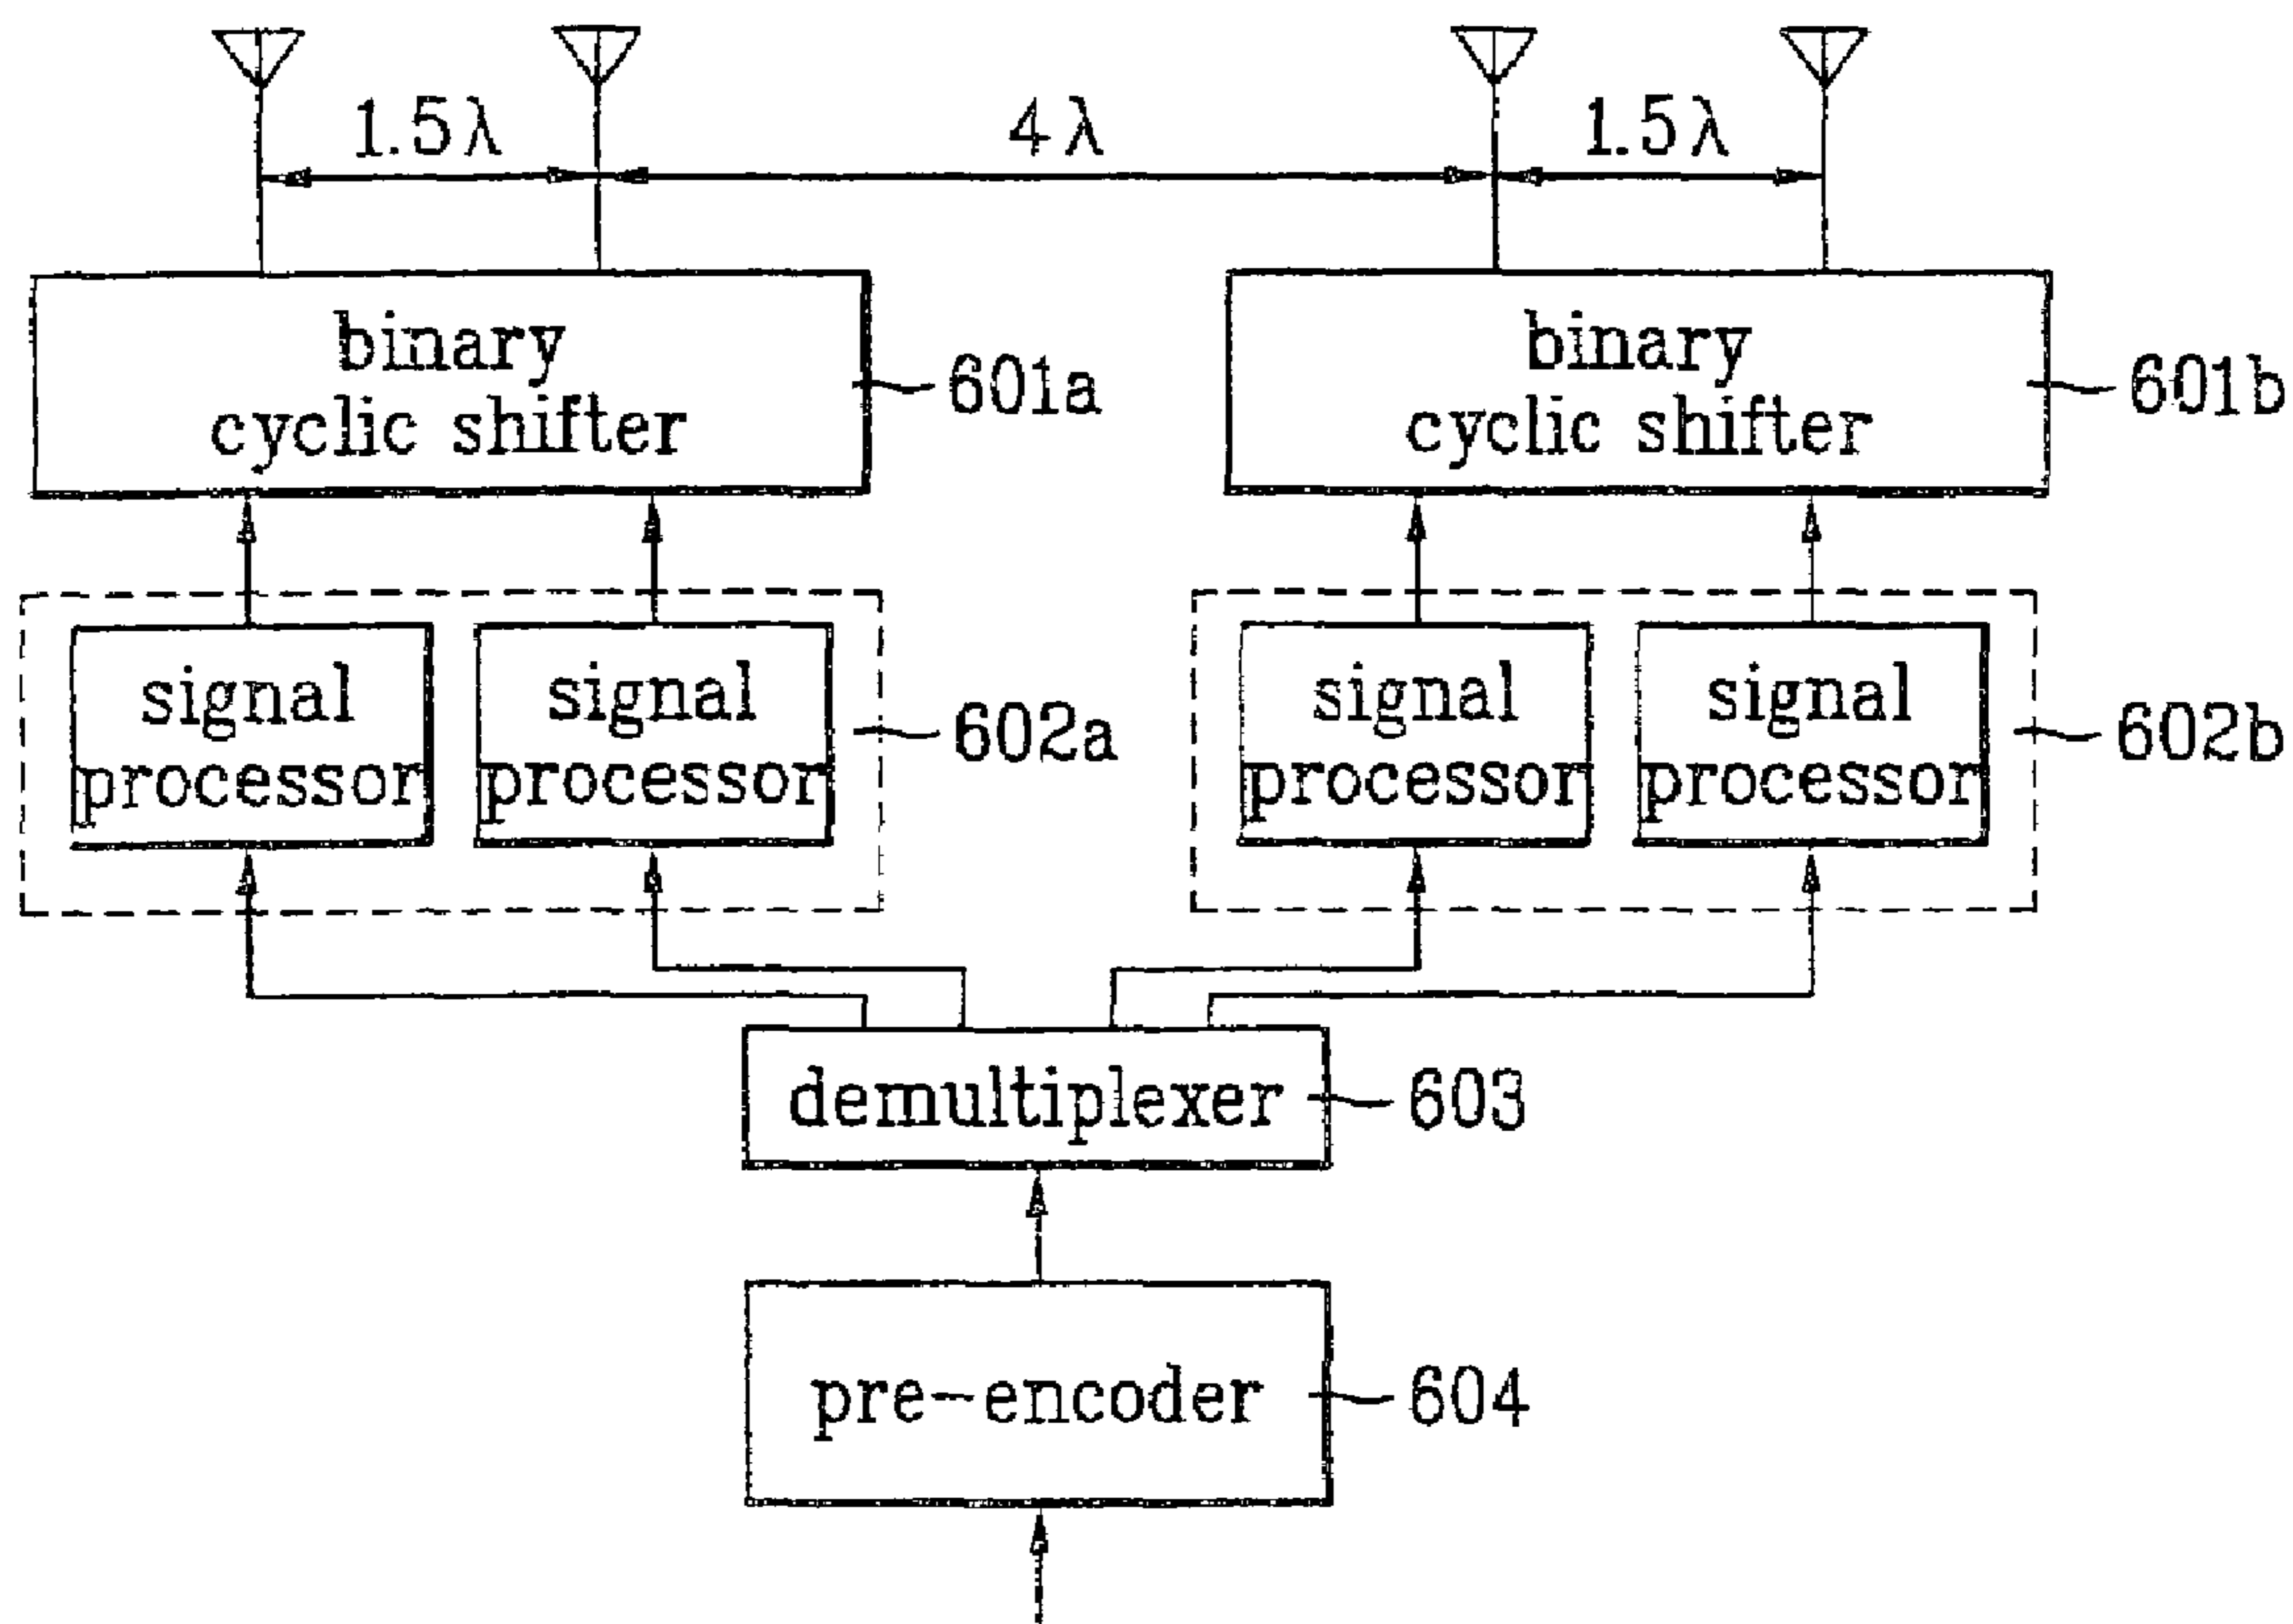 1.5λ
4λ
1.5λ
binary
cyclic shifter
601a
binary
cyclic shifter
601b
signal
processor
signal
processor
602a
signal
processor
signal
processor
602b
demultiplexer
603
pre-encoder
604